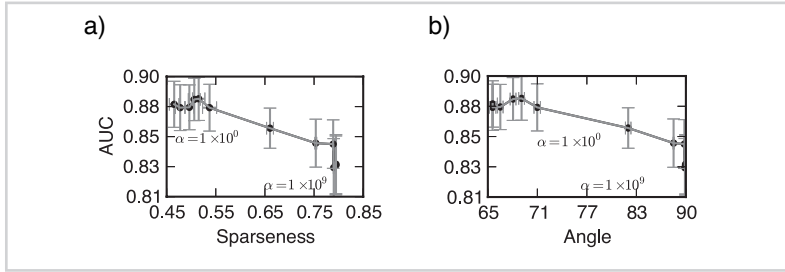 a)
b)
AUC
0.90
0.88
0.85
0.83
0.81
α = 1 ×10⁰
α = 1 ×10⁹
0.45 0.55 0.65 0.75 0.85
Sparseness
0.90
0.88
0.85
0.83
0.81
α = 1 ×10⁰
α = 1 ×10⁹
65 71 77 83 90
Angle